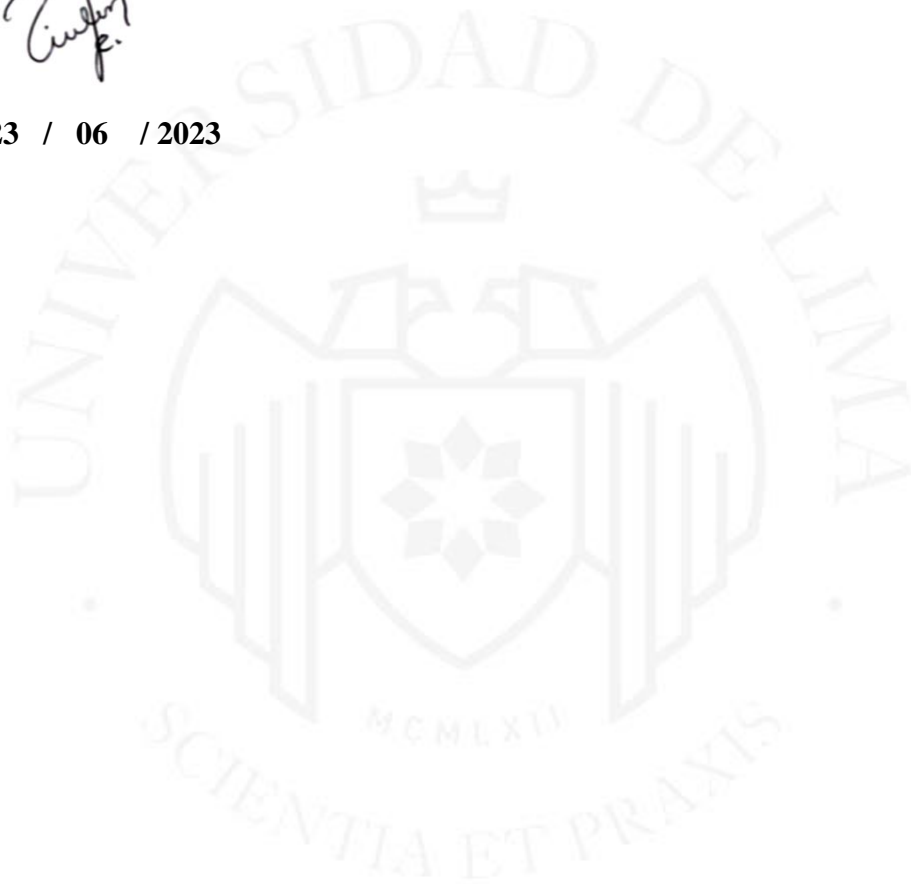 23 / 06 / 2023
UNIVERSIDAD DE LIMA
MCMLXII
SCIENTIA ET PRAXIS